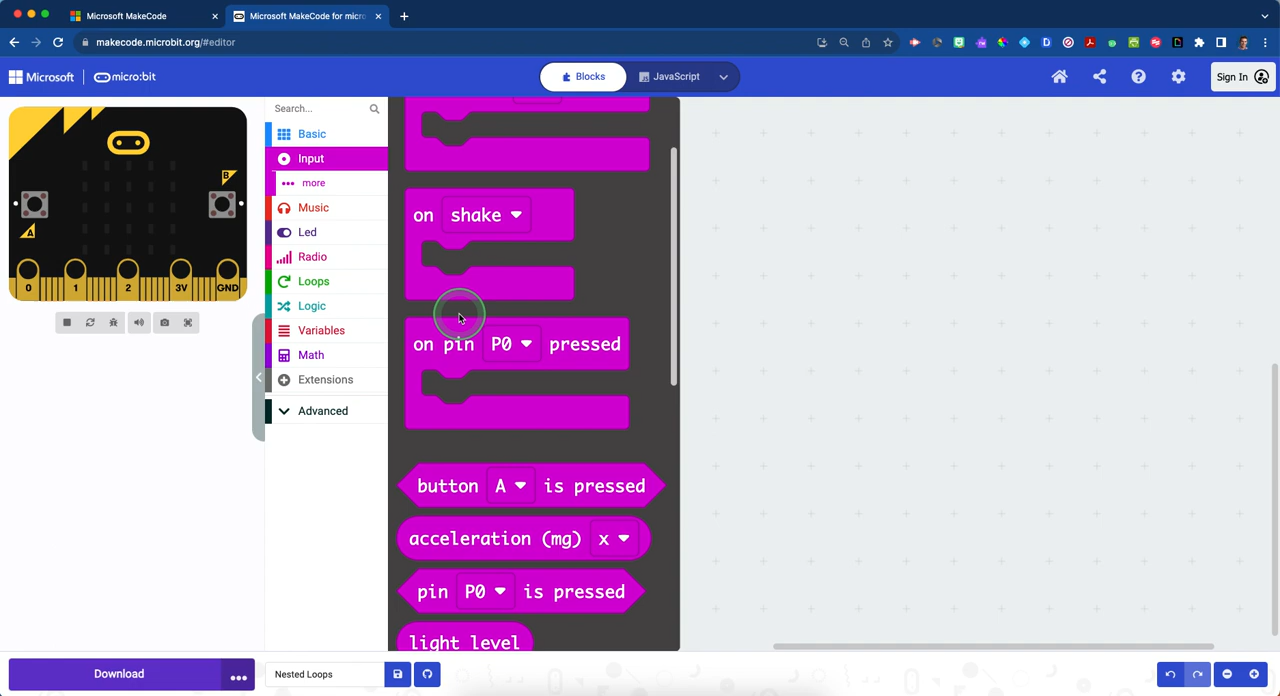 Microsoft MakeCode
Microsoft MakeCode for micro
makecode.microbit.org/#editor
Microsoft
micro:bit
Blocks
JavaScript
Sign In
Search...
Basic
Input
more
Music
Led
Radio
Loops
Logic
Variables
Math
Extensions
Advanced
A
B
0 1 2 3V GND
on shake
on pin P0 pressed
button A is pressed
acceleration (mg) x
pin P0 is pressed
light level
Download
Nested Loops